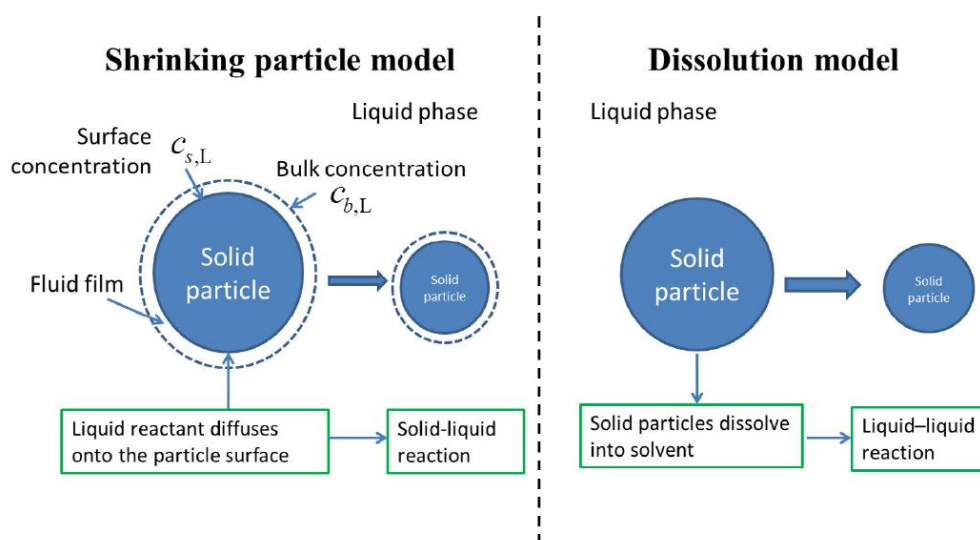 Shrinking particle model
Liquid phase
Surface
concentration
c_{s,L}
Bulk concentration
c_{b,L}
Solid
particle
Fluid film
Solid
particle
Liquid reactant diffuses
onto the particle surface
Solid-liquid
reaction
Dissolution model
Liquid phase
Solid
particle
Solid
particle
Solid particles dissolve
into solvent
Liquid–liquid
reaction